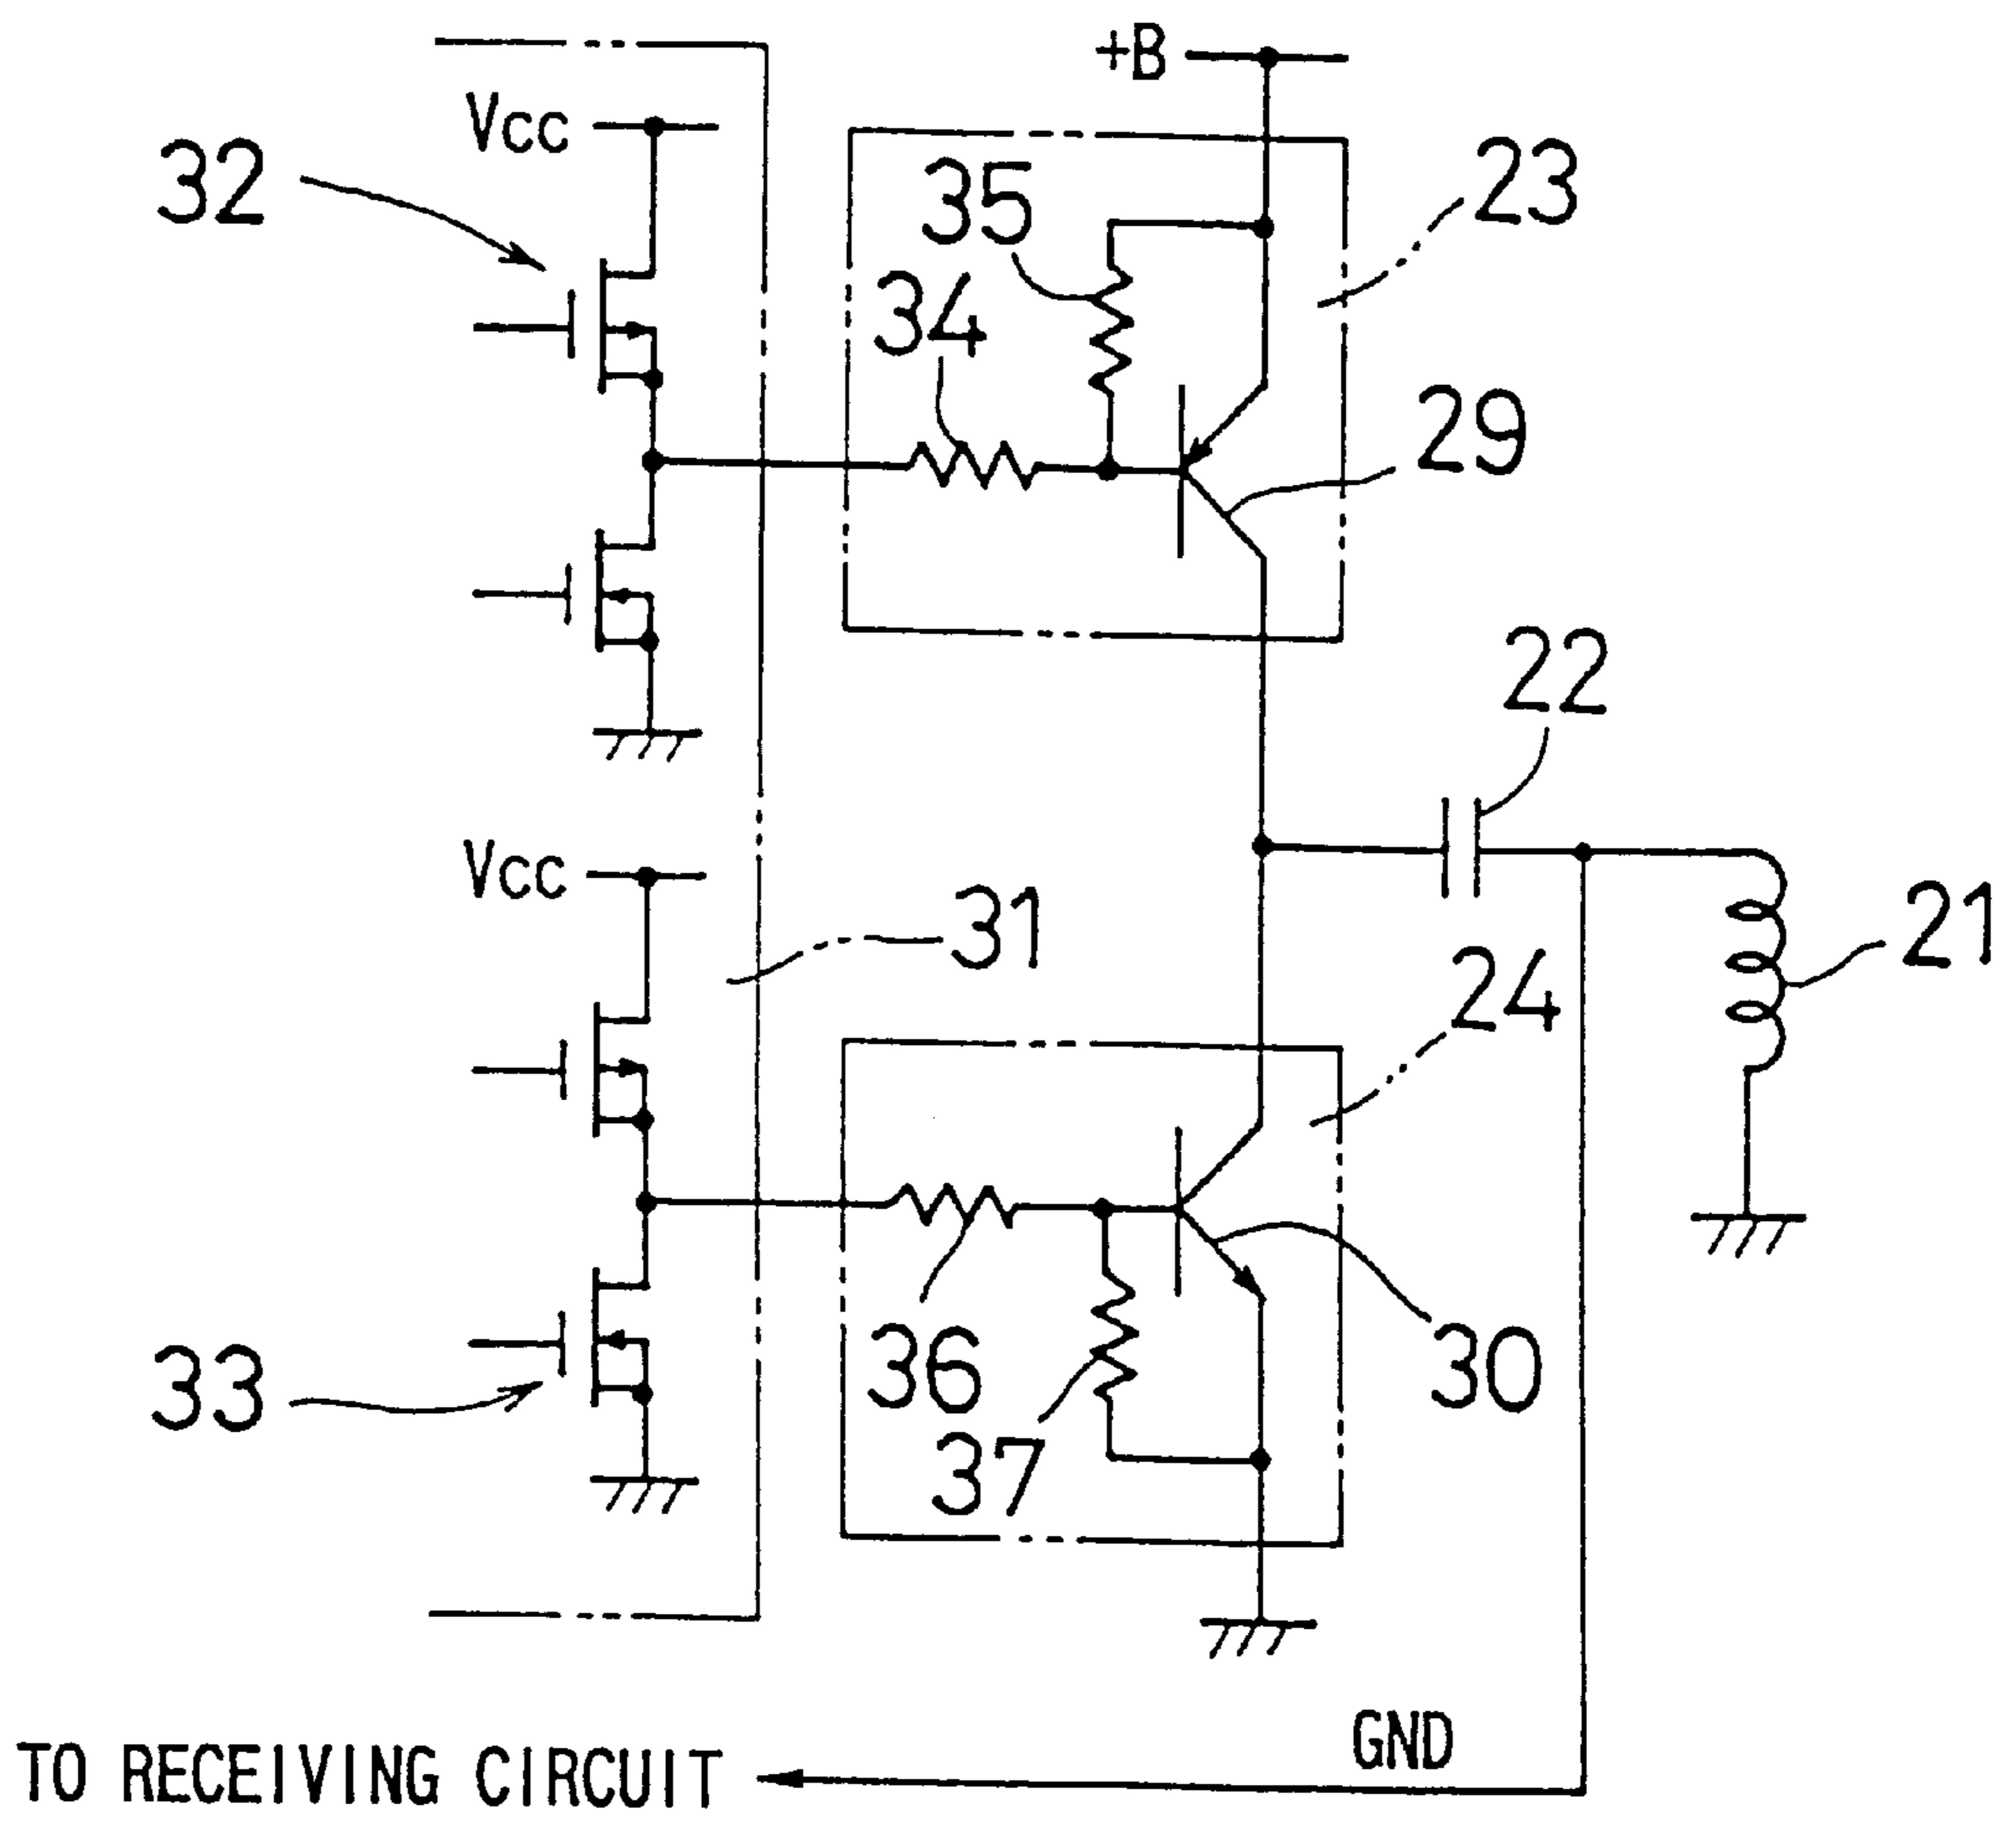 +B
Vcc
32
35
23
34
29
22
Vcc
31
21
24
36
30
33
37
GND
TO RECEIVING CIRCUIT